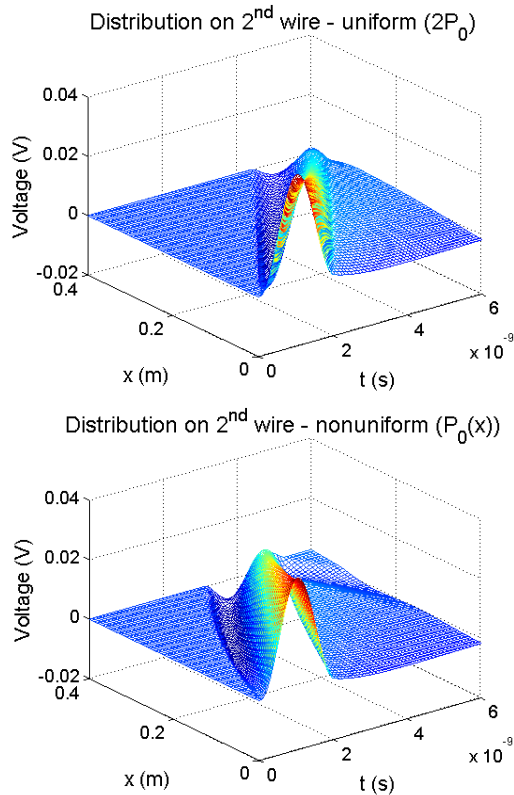 Distribution on 2nd wire - uniform (2P0)
0.04
0.02
0
-0.02
Voltage (V)
0.4
0.2
0
x (m)
0
2
4
6
x 10-9
t (s)
Distribution on 2nd wire - nonuniform (P0(x))
0.04
0.02
0
-0.02
Voltage (V)
0.4
0.2
0
x (m)
0
2
4
6
x 10-9
t (s)